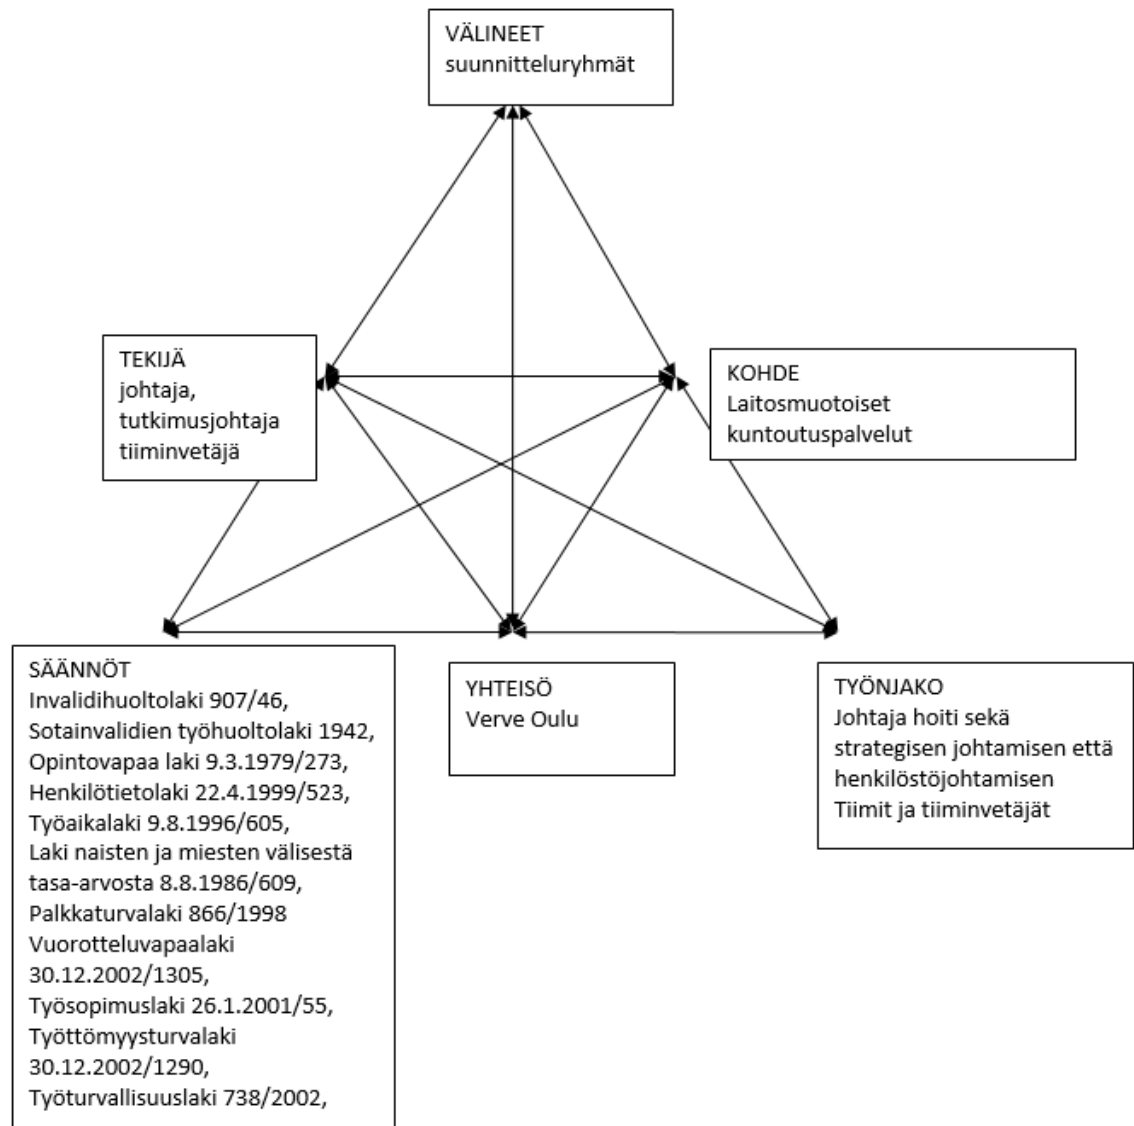 VÄLINEET
suunnitteluryhmät
TEKIJÄ
johtaja,
tutkimusjohtaja
tiiminvetäjä
KOHDE
Laitosmuotoiset
kuntoutuspalvelut
SÄÄNNÖT
Invalidihuoltolaki 907/46,
Sotainvalidien työhuoltolaki 1942,
Opintovapaa laki 9.3.1979/273,
Henkilötietolaki 22.4.1999/523,
Työaikalaki 9.8.1996/605,
Laki naisten ja miesten välisestä
tasa-arvosta 8.8.1986/609,
Palkkaturvalaki 866/1998
Vuorotteluvapaalaki
30.12.2002/1305,
Työsopimuslaki 26.1.2001/55,
Työttömyysturvalaki
30.12.2002/1290,
Työturvallisuuslaki 738/2002,
YHTEISÖ
Verve Oulu
TYÖNJAKO
Johtaja hoiti sekä
strategisen johtamisen että
henkilöstöjohtamisen
Tiimit ja tiiminvetäjät